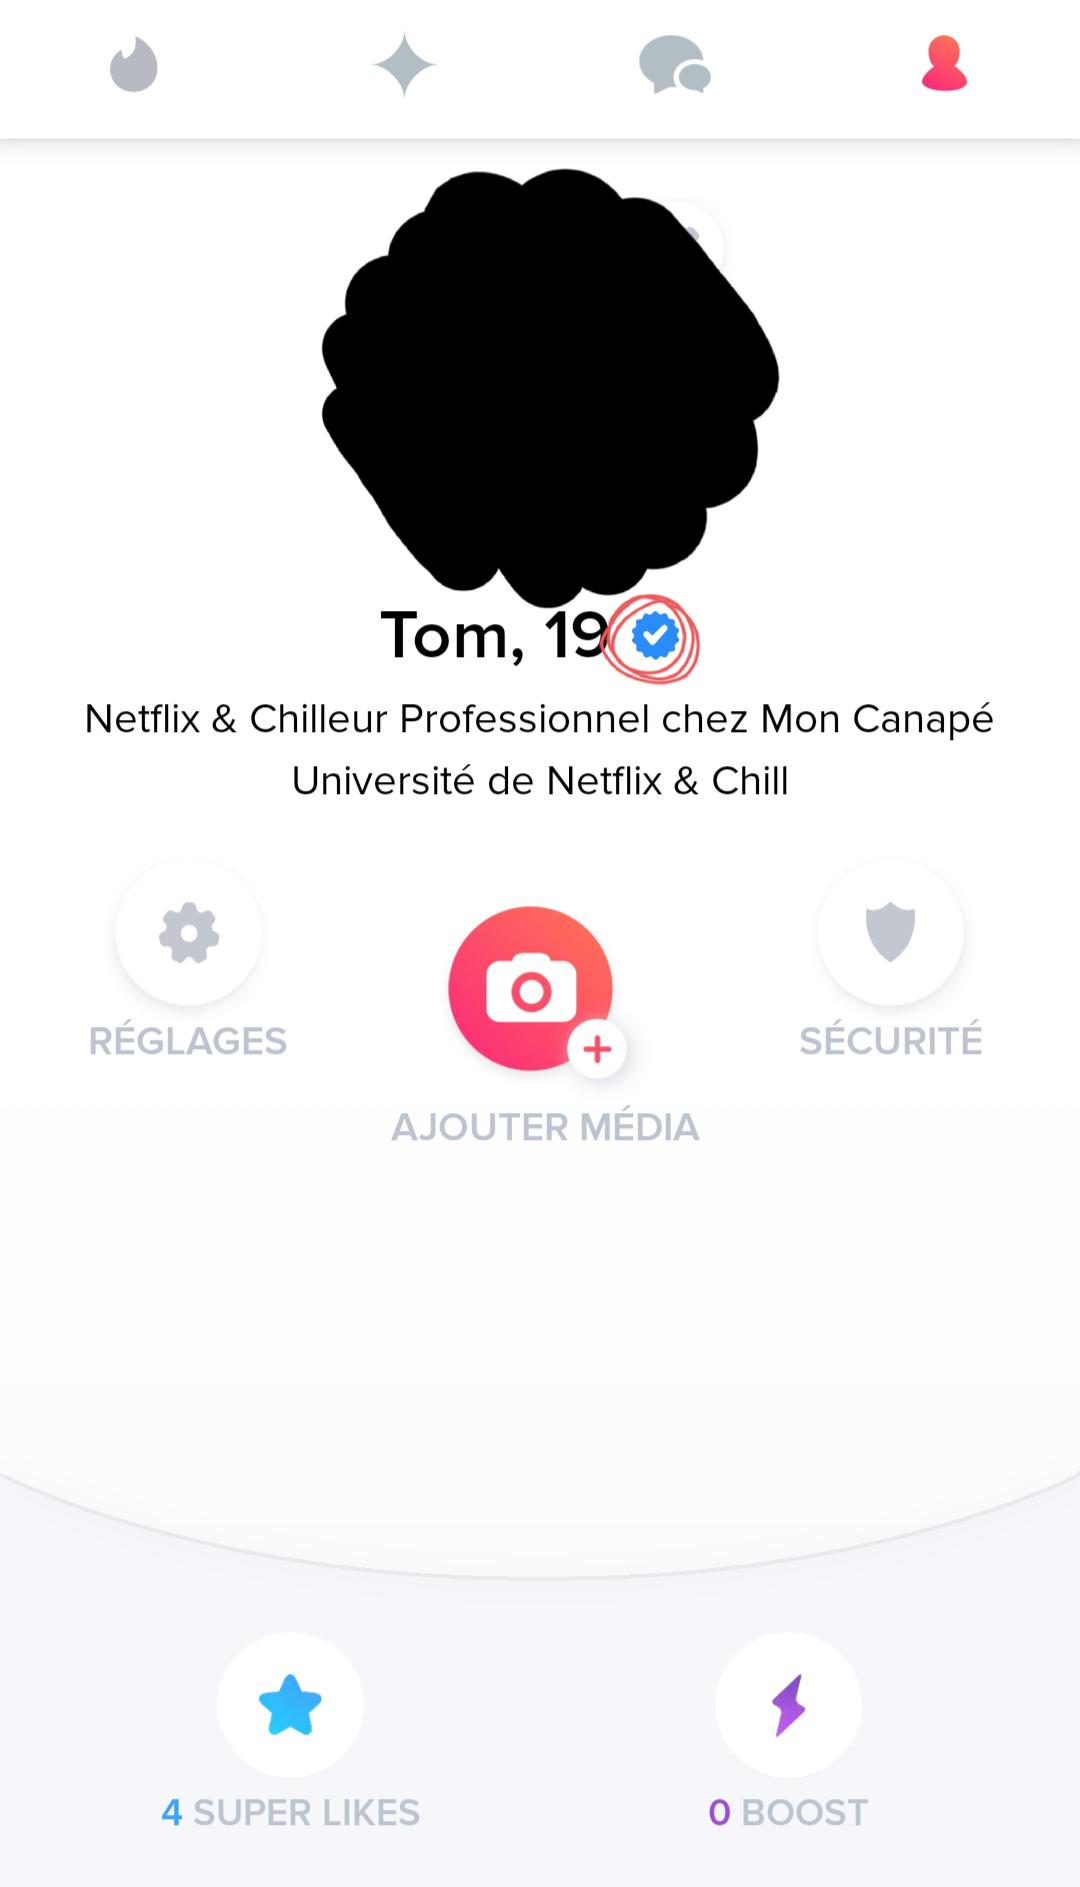 Tom, 19
Netflix & Chilleur Professionnel chez Mon Canapé
Université de Netflix & Chill
RÉGLAGES
SÉCURITÉ
AJOUTER MÉDIA
4 SUPER LIKES
0 BOOST